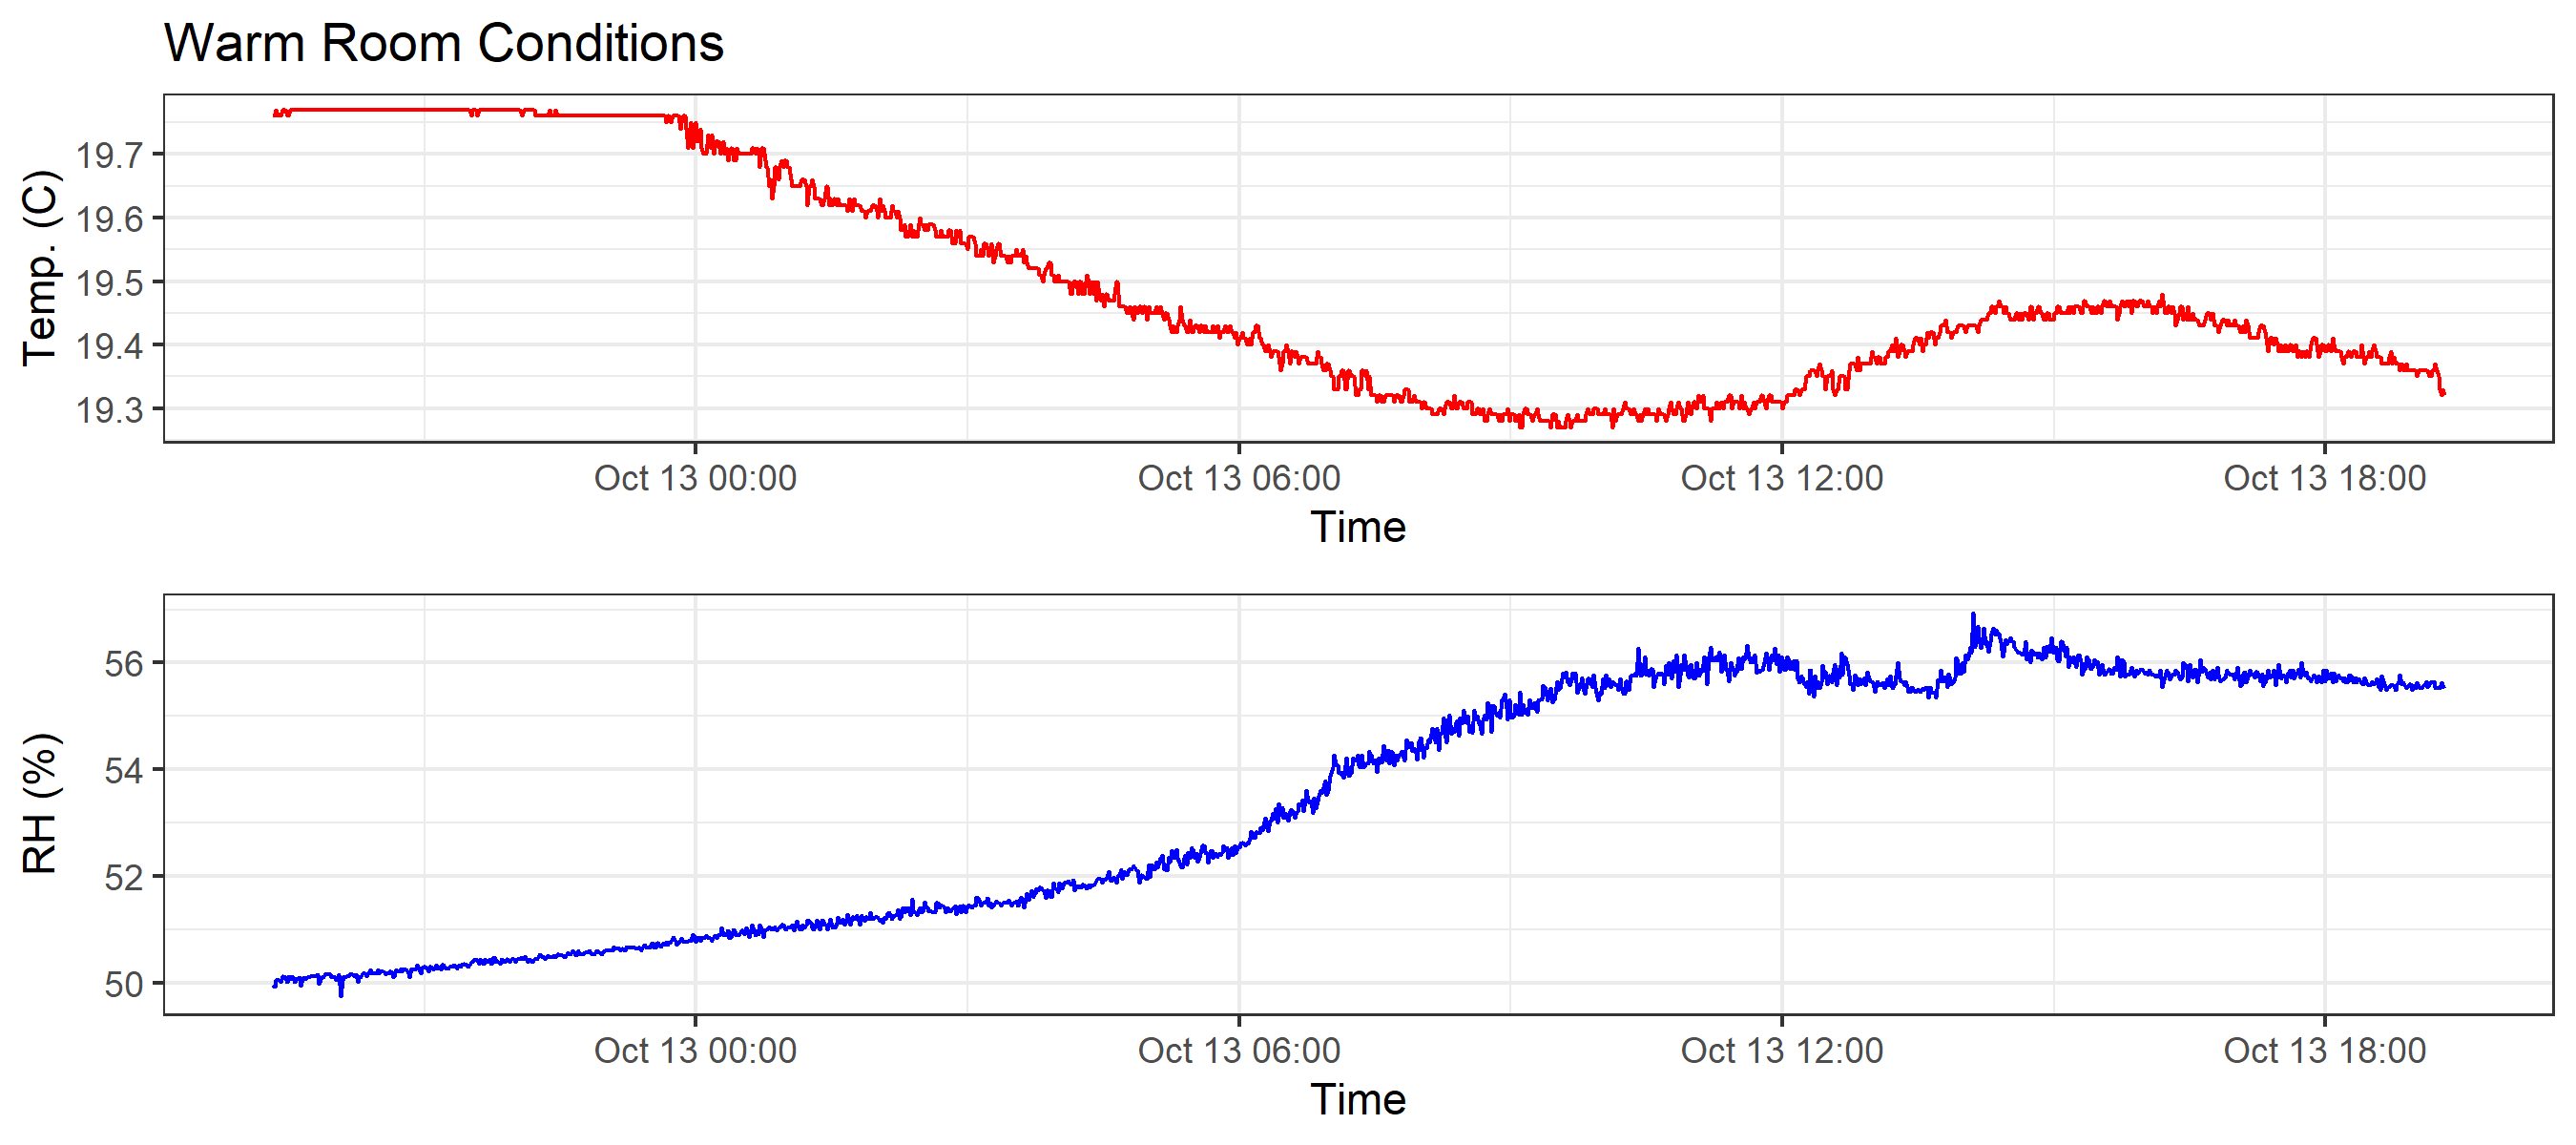 Warm Room Conditions
Temp. (C)
19.7
19.6
19.5
19.4
19.3
Oct 13 00:00 Oct 13 06:00 Oct 13 12:00 Oct 13 18:00
Time
RH (%)
56
54
52
50
Oct 13 00:00 Oct 13 06:00 Oct 13 12:00 Oct 13 18:00
Time